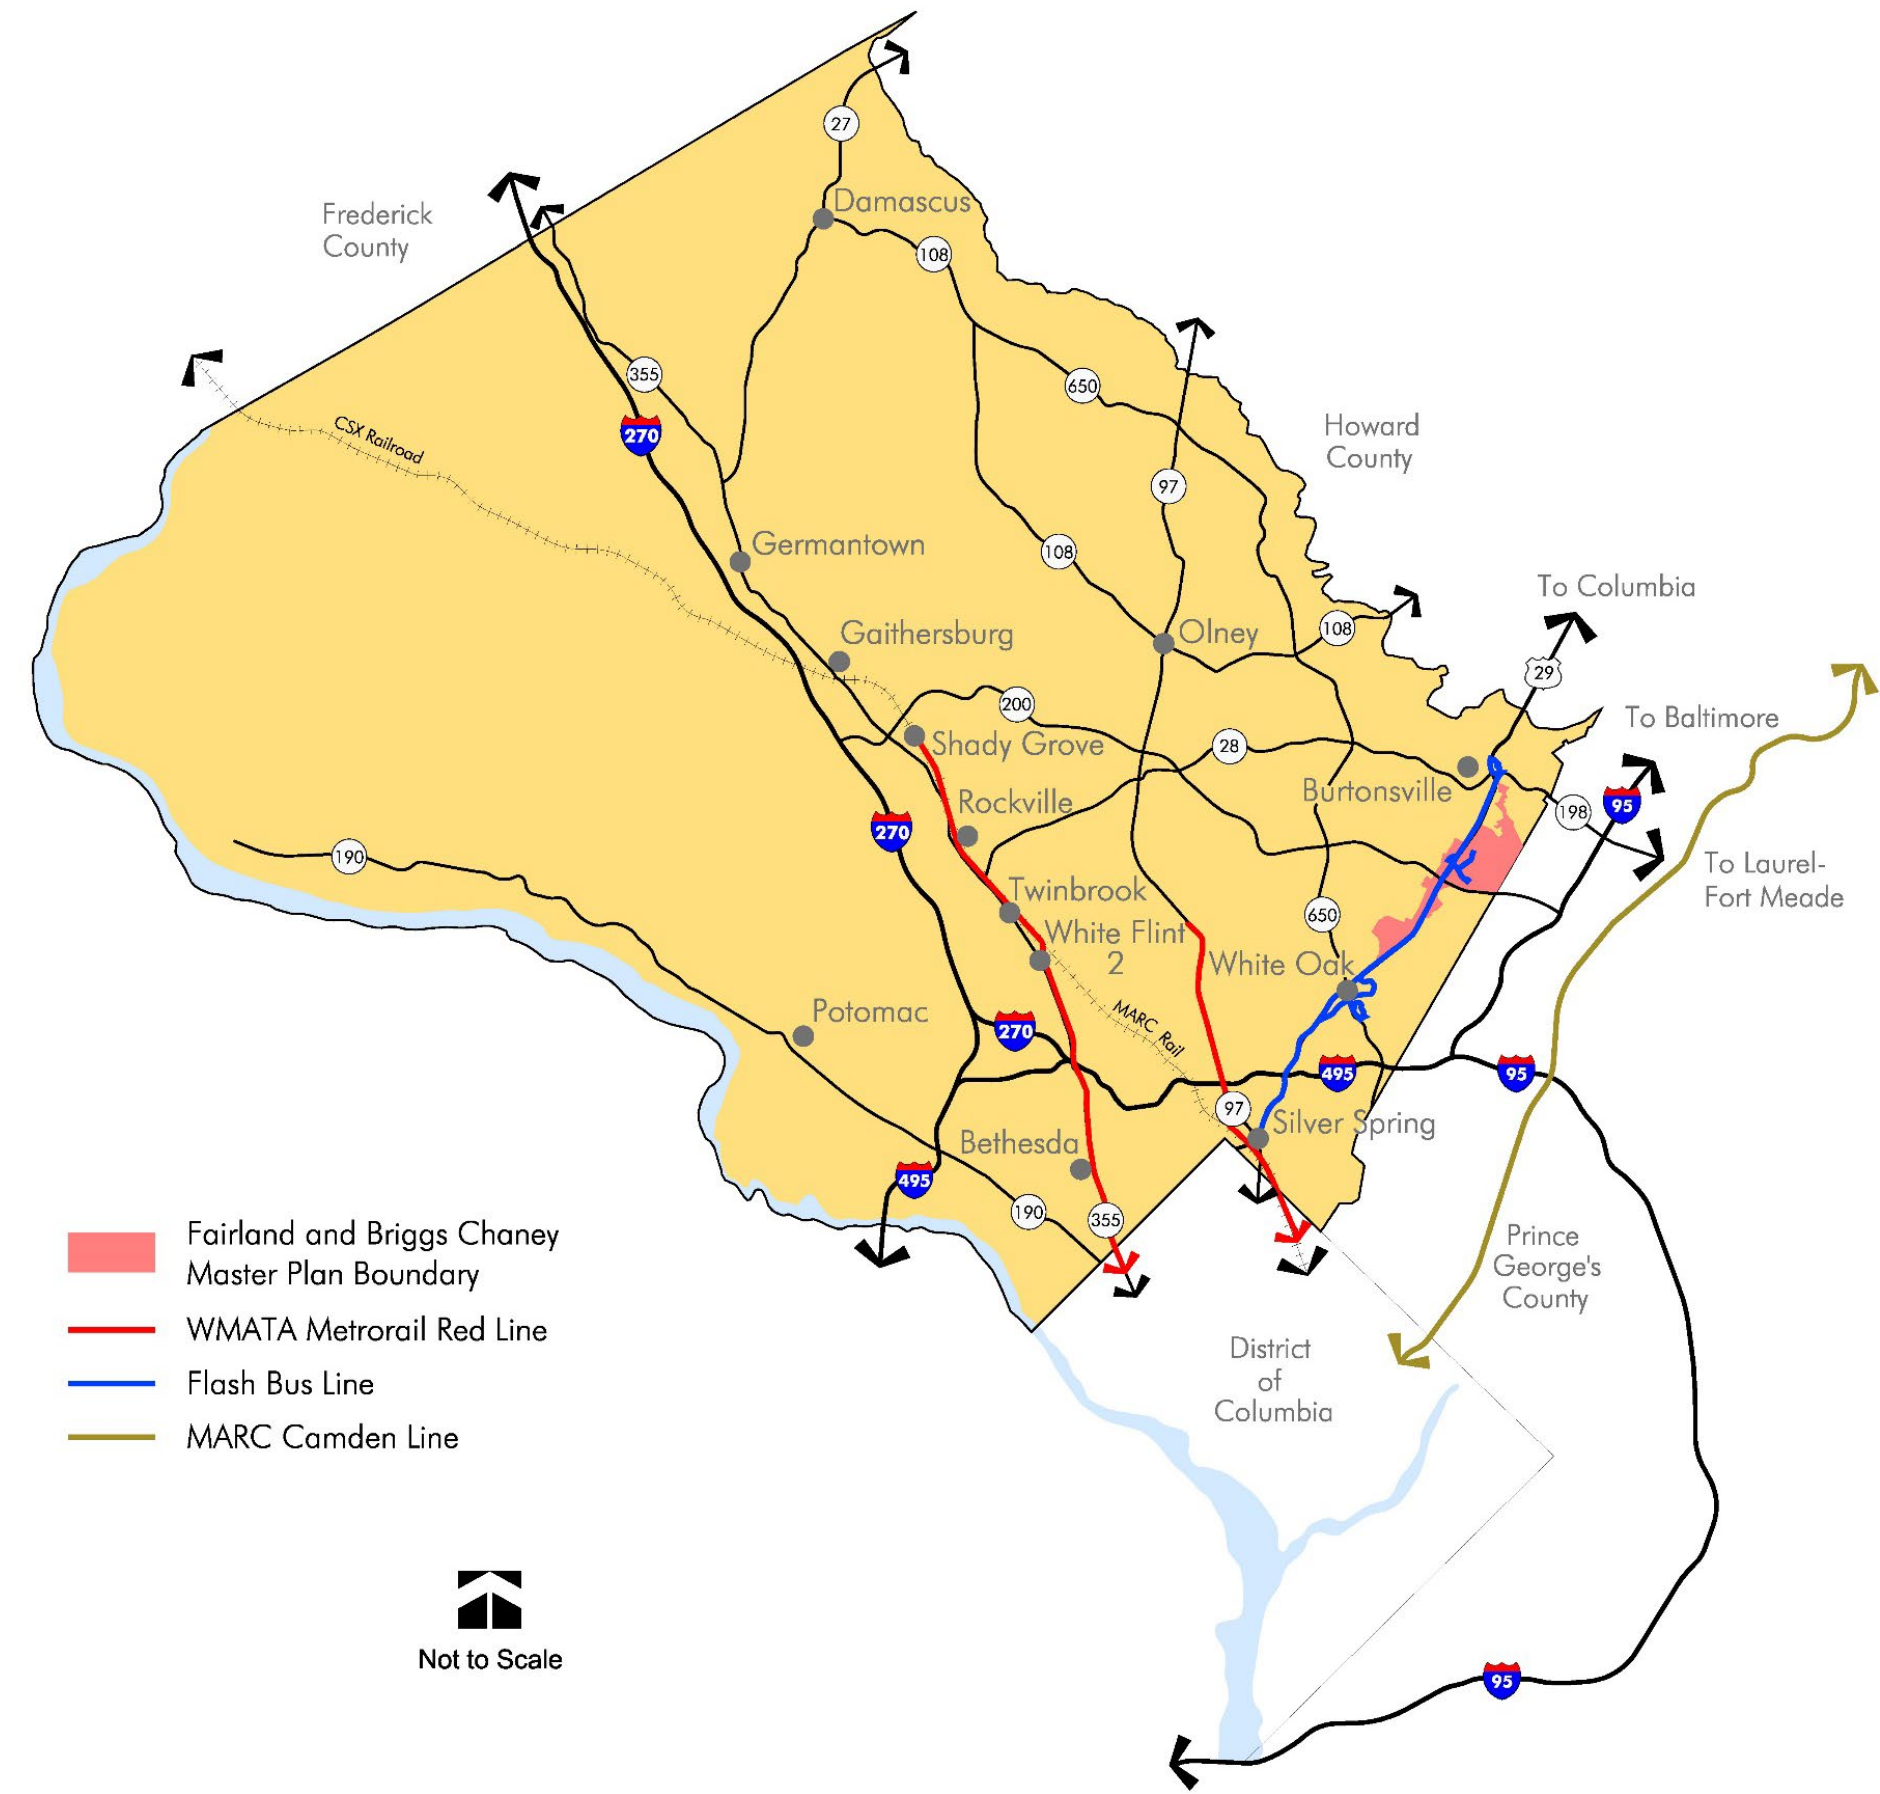 27
Damascus
Frederick
County
108
355
650
CSX Railroad
270
Howard
County
97
Germantown
108
To Columbia
Gaithersburg
Olney
108
29
200
To Baltimore
Shady Grove
28
Burtonsville
Rockville
95
198
270
190
To Laurel-
Fort Meade
Twinbrook
650
White Flint
2
White Oak
Potomac
MARC Rail
270
495
95
97
Silver Spring
Bethesda
495
190
355
Fairland and Briggs Chaney
Master Plan Boundary
WMATA Metrorail Red Line
Flash Bus Line
MARC Camden Line
Prince
George's
County
District
of
Columbia
Not to Scale
95